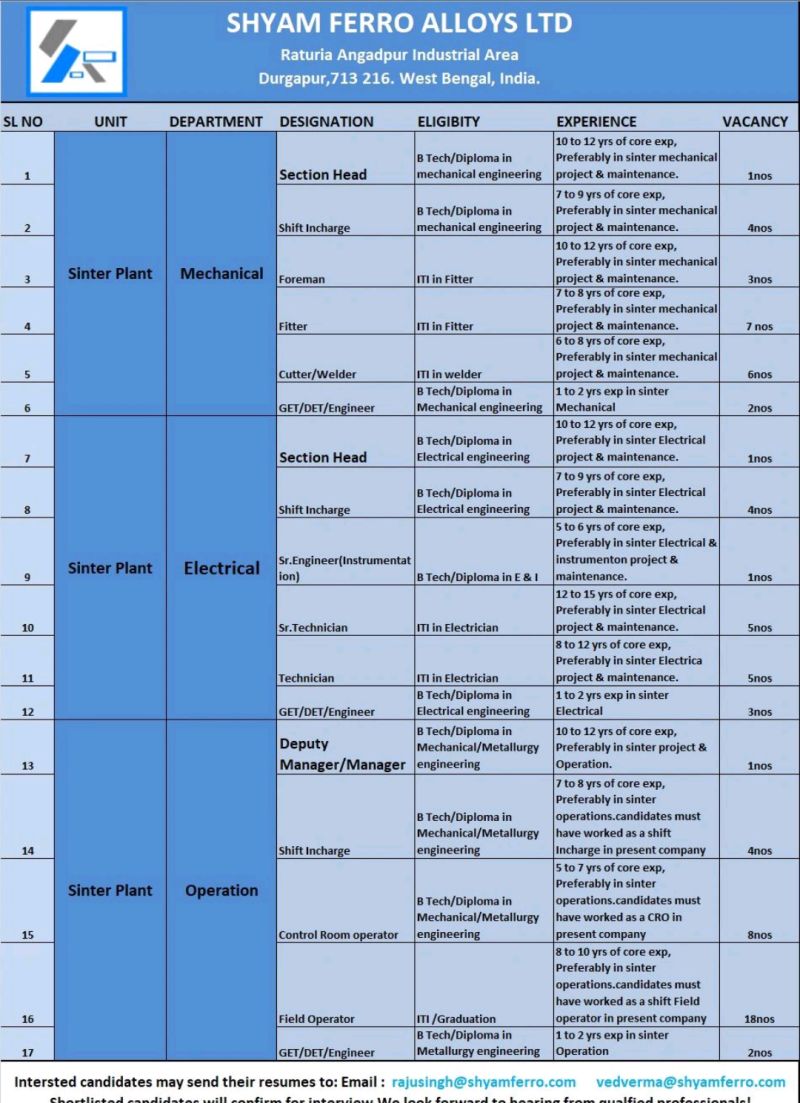 SHYAM FERRO ALLOYS LTD
Raturia Angadpur Industrial Area
Durgapur,713 216. West Bengal, India.
SL NO UNIT DEPARTMENT DESIGNATION ELIGIBITY EXPERIENCE VACANCY
1 Section Head B Tech/Diploma in
mechanical engineering 10 to 12 yrs of core exp,
Preferably in sinter mechanical
project & maintenance. 1nos
2 Shift Incharge B Tech/Diploma in
mechanical engineering 7 to 9 yrs of core exp,
Preferably in sinter mechanical
project & maintenance. 4nos
Sinter Plant Mechanical
3 Foreman ITI in Fitter 10 to 12 yrs of core exp,
Preferably in sinter mechanical
project & maintenance. 3nos
4 Fitter ITI in Fitter 7 to 8 yrs of core exp,
Preferably in sinter mechanical
project & maintenance. 7 nos
5 Cutter/Welder ITI in welder 6 to 8 yrs of core exp,
Preferably in sinter mechanical
project & maintenance. 6nos
6 GET/DET/Engineer B Tech/Diploma in
Mechanical engineering 1 to 2 yrs exp in sinter
Mechanical 2nos
7 Section Head B Tech/Diploma in
Electrical engineering 10 to 12 yrs of core exp,
Preferably in sinter Electrical
project & maintenance. 1nos
8 Shift Incharge B Tech/Diploma in
Electrical engineering 7 to 9 yrs of core exp,
Preferably in sinter Electrical
project & maintenance. 4nos
Sinter Plant Electrical
9 Sr.Engineer(Instrumentat
ion) B Tech/Diploma in E & I 5 to 6 yrs of core exp,
Preferably in sinter Electrical &
instrumenton project &
maintenance. 1nos
10 Sr.Technician ITI in Electrician 12 to 15 yrs of core exp,
Preferably in sinter Electrical
project & maintenance. 5nos
11 Technician ITI in Electrician 8 to 12 yrs of core exp,
Preferably in sinter Electrica
project & maintenance. 5nos
12 GET/DET/Engineer B Tech/Diploma in
Electrical engineering 1 to 2 yrs exp in sinter
Electrical 3nos
13 Deputy
Manager/Manager B Tech/Diploma in
Mechanical/Metallurgy
engineering 10 to 12 yrs of core exp,
Preferably in sinter project &
Operation. 1nos
14 Shift Incharge B Tech/Diploma in
Mechanical/Metallurgy
engineering 7 to 8 yrs of core exp,
Preferably in sinter
operations.candidates must
have worked as a shift
Incharge in present company 4nos
Sinter Plant Operation
15 Control Room operator B Tech/Diploma in
Mechanical/Metallurgy
engineering 5 to 7 yrs of core exp,
Preferably in sinter
operations.candidates must
have worked as a CRO in
present company 8nos
16 Field Operator ITI /Graduation 8 to 10 yrs of core exp,
Preferably in sinter
operations.candidates must
have worked as a shift Field
operator in present company 18nos
17 GET/DET/Engineer B Tech/Diploma in
Metallurgy engineering 1 to 2 yrs exp in sinter
Operation 2nos
Intersted candidates may send their resumes to: Email : rajusingh@shyamferro.com vedverma@shyamferro.com
Shortlisted candidates will confirm for interview.We look forward to hearing from qualfied professionals!